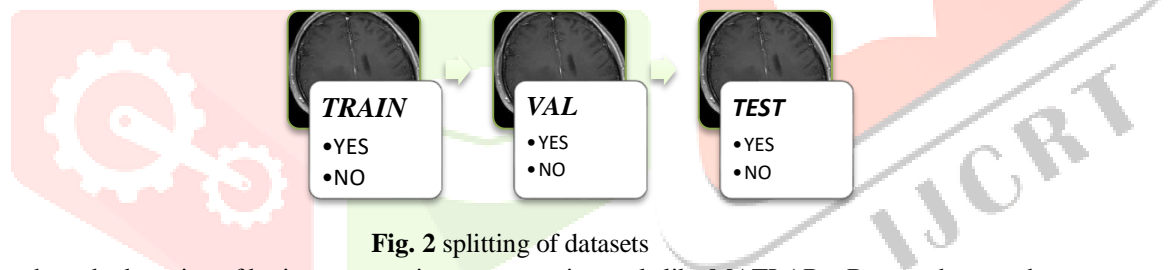 TRAIN
•YES
•NO
VAL
•YES
•NO
TEST
•YES
•NO
IJCRT
Fig. 2 splitting of datasets